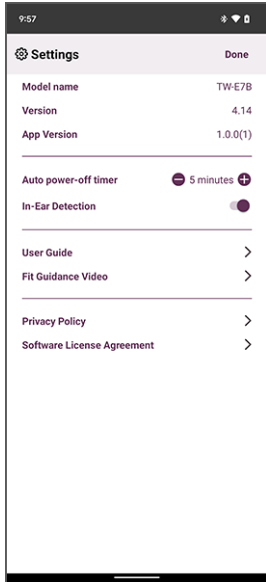 9:57
Settings Done
Model name TW-E7B
Version 4.14
App Version 1.0.0(1)
Auto power-off timer 5 minutes
In-Ear Detection
User Guide
Fit Guidance Video
Privacy Policy
Software License Agreement